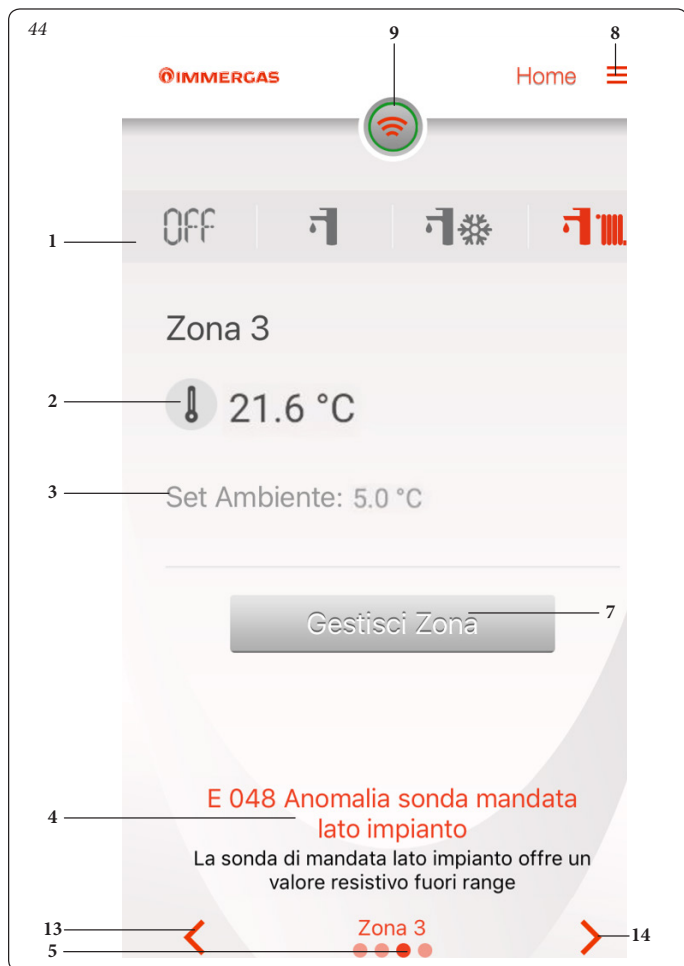 44
9
8
IMMERGAS
Home
OFF
1
Zona 3
2
21.6 °C
3
Set Ambiente: 5.0 °C
Gestisci Zona
7
E 048 Anomalia sonda mandata
lato impianto
4
La sonda di mandata lato impianto offre un
valore resistivo fuori range
13
Zona 3
14
5